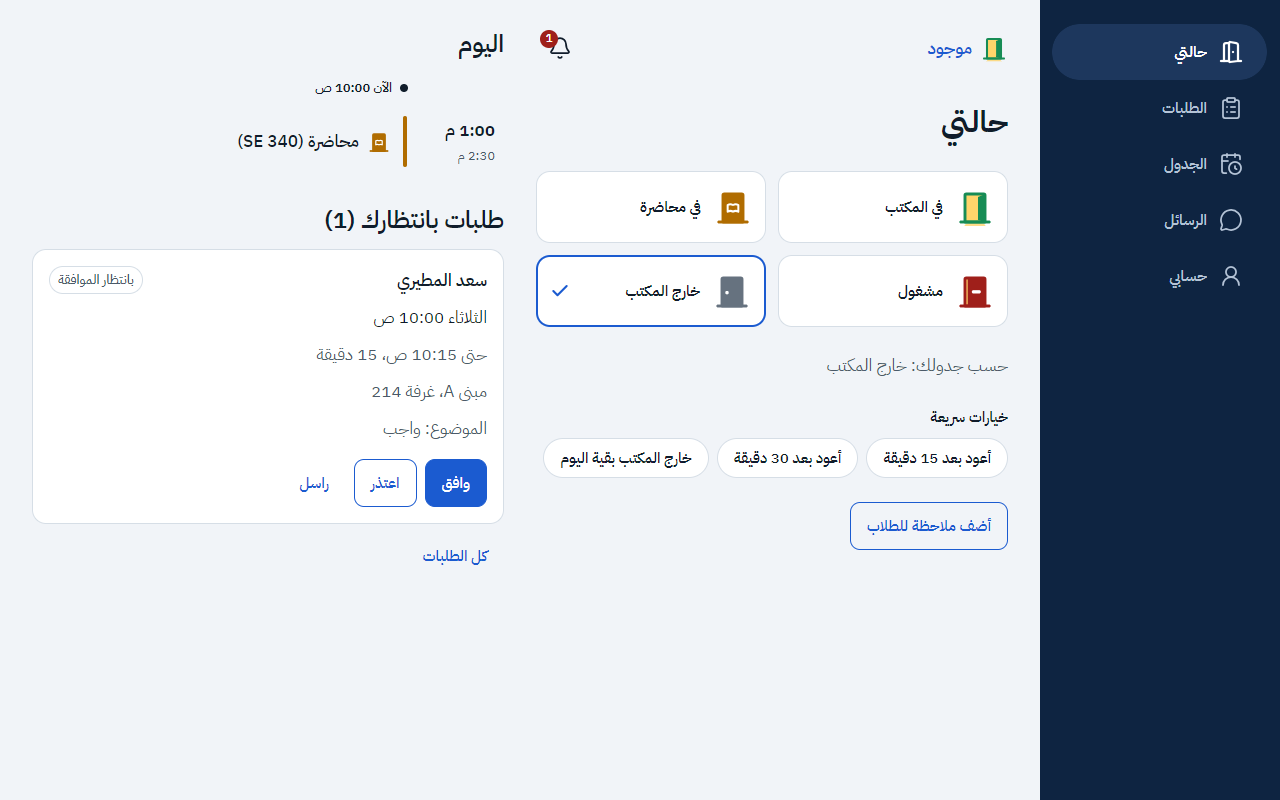 حالتي
الطلبات
الجدول
الرسائل
حسابي
موجود
1
حالتي
في المكتب
في محاضرة
مشغول
خارج المكتب
حسب جدولك: خارج المكتب
خيارات سريعة
أعود بعد 15 دقيقة
أعود بعد 30 دقيقة
خارج المكتب بقية اليوم
أضف ملاحظة للطلاب
اليوم
الآن 10:00 ص
1:00 م
2:30 م
محاضرة (SE 340)
طلبات بانتظارك (1)
سعد المطيري
بانتظار الموافقة
الثلاثاء 10:00 ص
حتى 10:15 ص، 15 دقيقة
مبنى A، غرفة 214
الموضوع: واجب
وافق
اعتذر
راسل
كل الطلبات